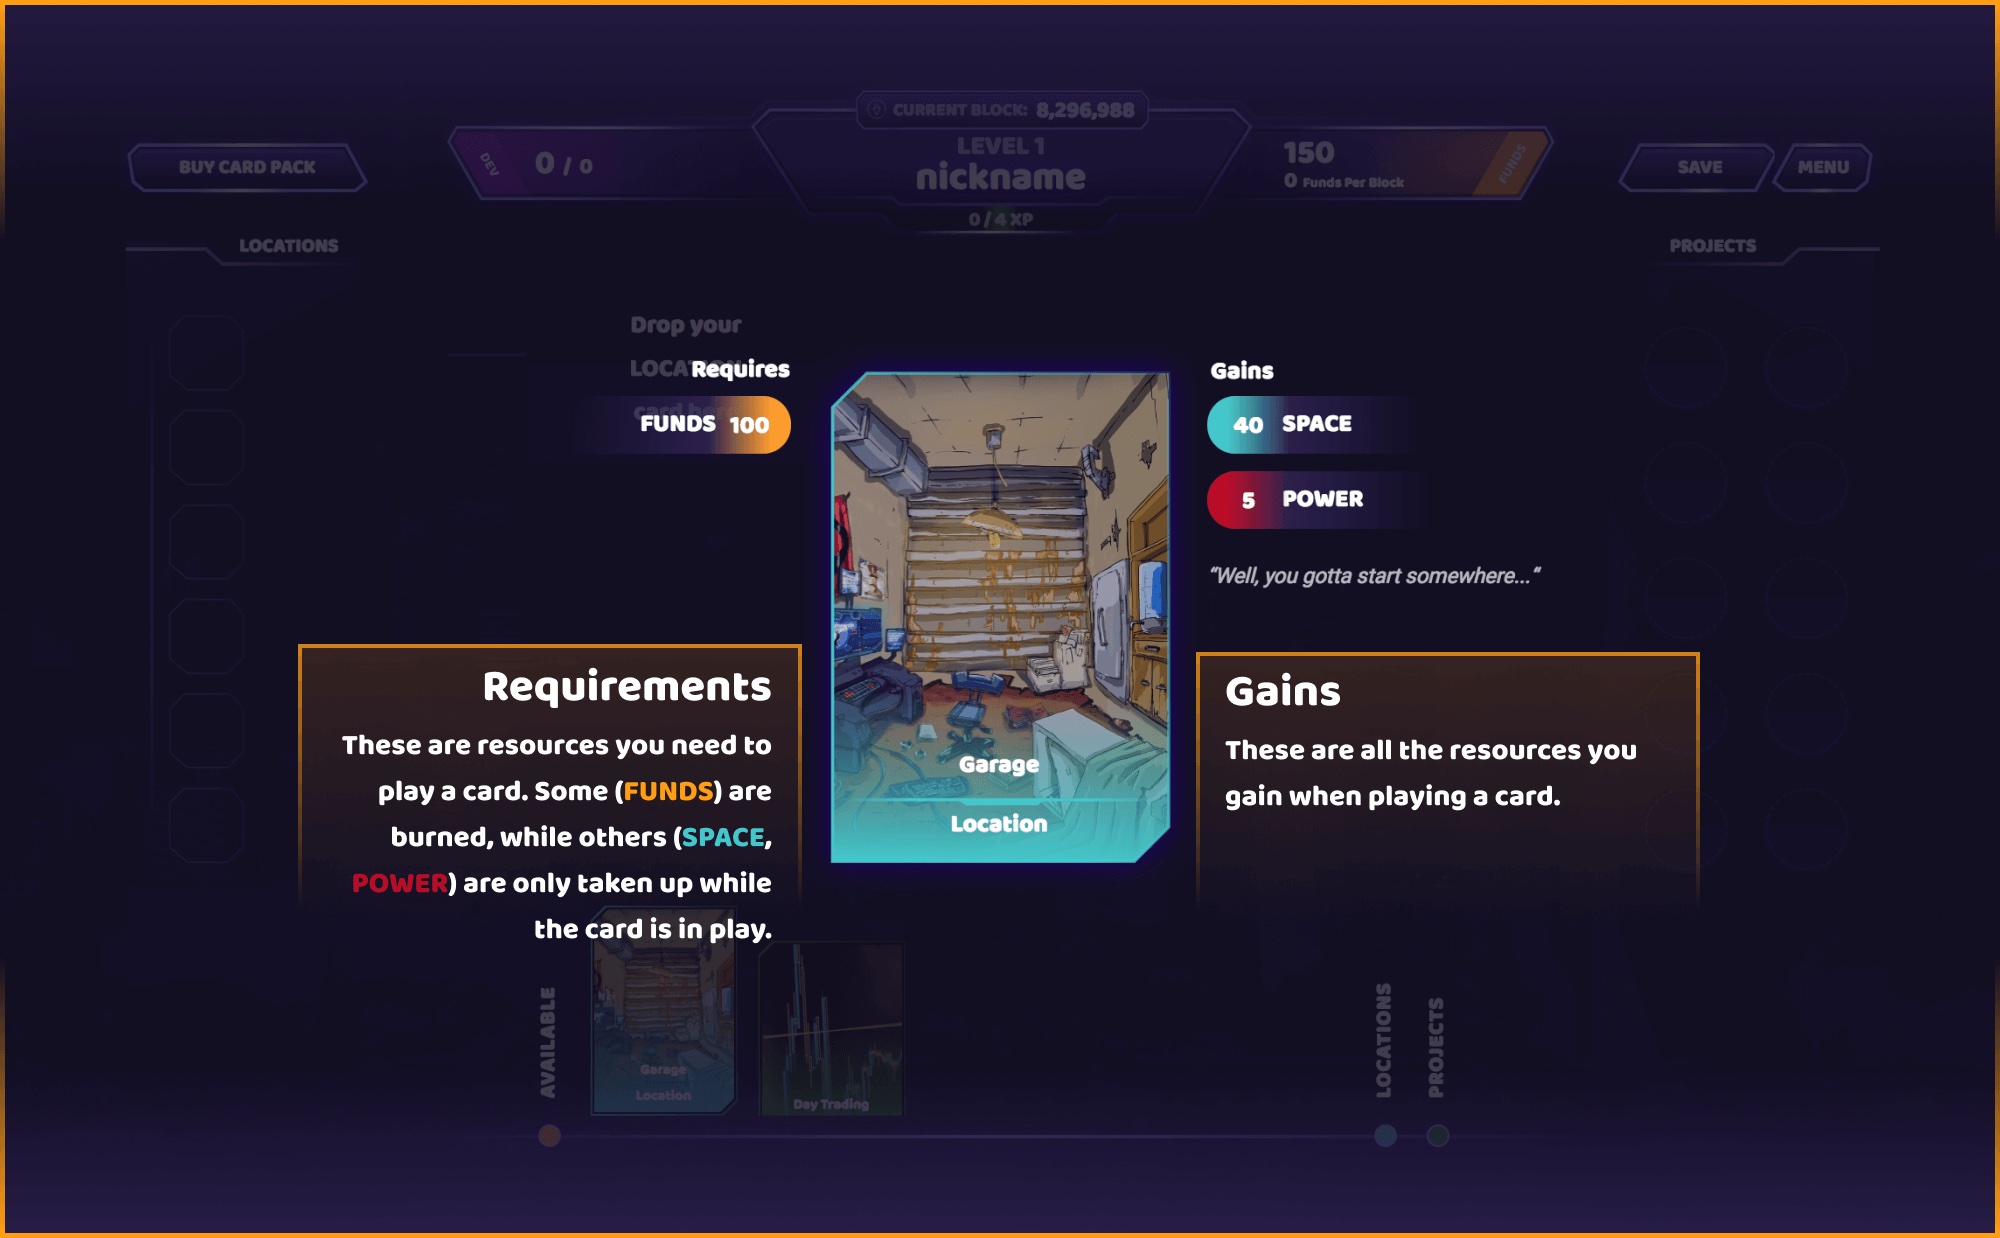 CURRENT BLOCK: 8,296,988
BUY CARD PACK
DEV
0 / 0
LEVEL 1
nickname
0 / 4 XP
150
0 Funds Per Block
FUNDS
SAVE
MENU
LOCATIONS
PROJECTS
Drop your
LOCATION
card here
Requires
FUNDS 100
Gains
40 SPACE
5 POWER
“Well, you gotta start somewhere...“
Garage
Location
Requirements
These are resources you need to
play a card. Some (FUNDS) are
burned, while others (SPACE,
POWER) are only taken up while
the card is in play.
Gains
These are all the resources you
gain when playing a card.
AVAILABLE
Garage
Location
Day Trading
LOCATIONS
PROJECTS